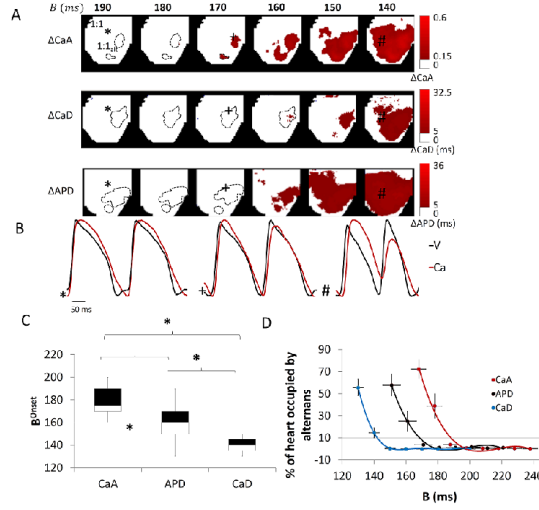 A
B (ms)
190 180 170 160 150 140
ΔCaA
1:1
1:1
*
+
#
0.6
0.15
0
ΔCaA
ΔCaD
*
+
#
32.5
5
0
ΔCaD (ms)
ΔAPD
*
+
#
36
5
0
ΔAPD (ms)
B
* + #
–V
–Ca
50 ms
C
*
*
*
220
200
180
160
140
120
CaA APD CaD
D
% of heart occupied by alternans
90
70
50
30
10
-10
CaA
APD
CaD
120 140 160 180 200 220 240
B (ms)